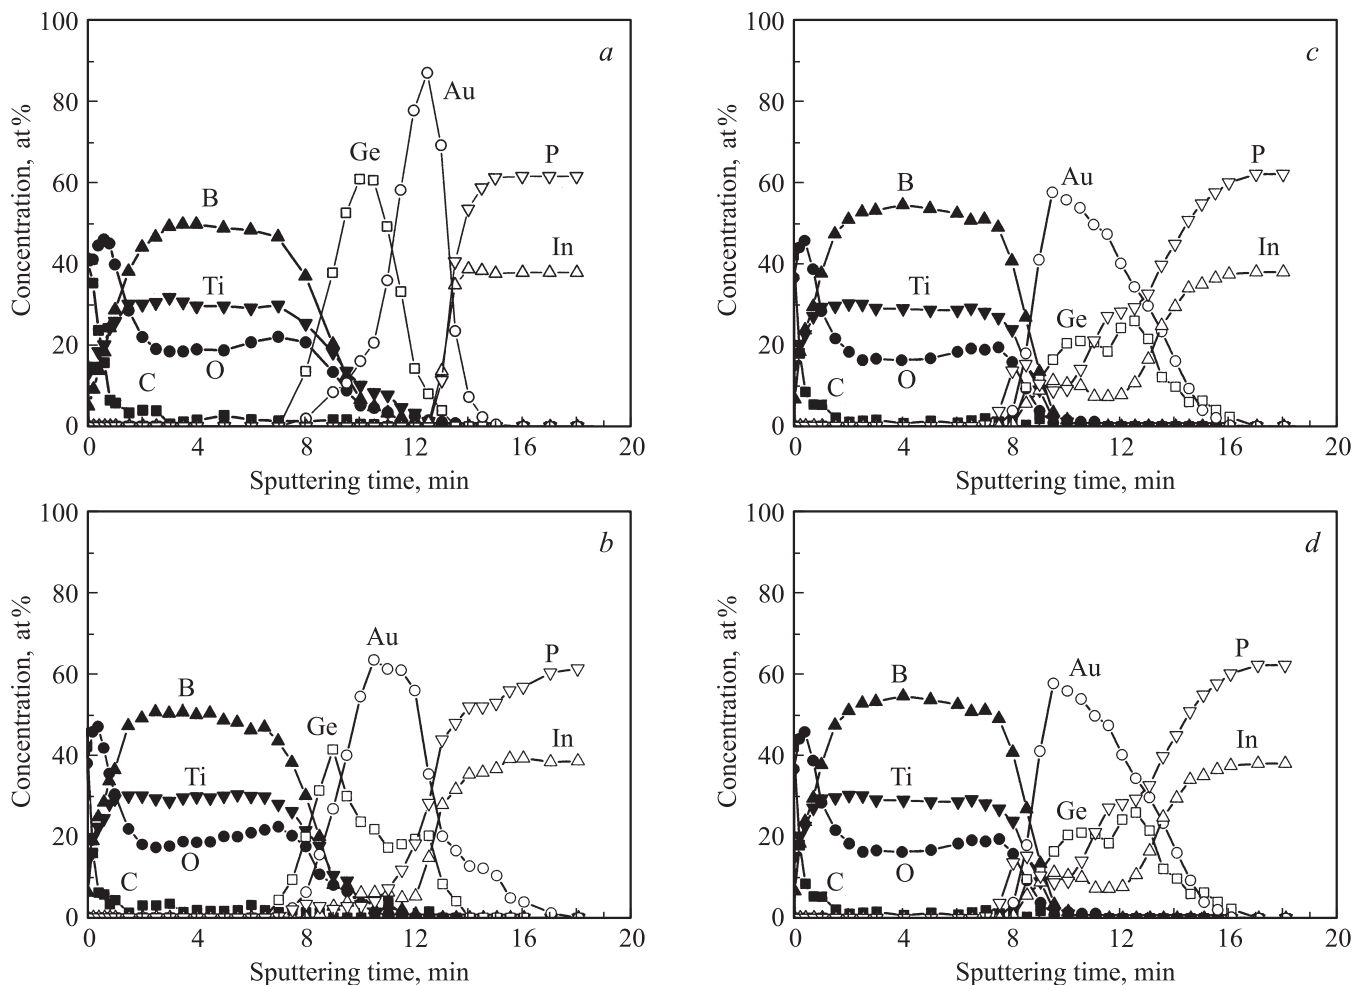 a
Concentration, at %
100
80
60
40
20
0
B
Ti
O
C
Ge
Au
P
In
0 4 8 12 16 20
Sputtering time, min
c
Concentration, at %
100
80
60
40
20
0
B
Ti
O
C
Au
Ge
P
In
0 4 8 12 16 20
Sputtering time, min
b
Concentration, at %
100
80
60
40
20
0
B
Ti
O
C
Ge
Au
P
In
0 4 8 12 16 20
Sputtering time, min
d
Concentration, at %
100
80
60
40
20
0
B
Ti
O
C
Au
Ge
P
In
0 4 8 12 16 20
Sputtering time, min